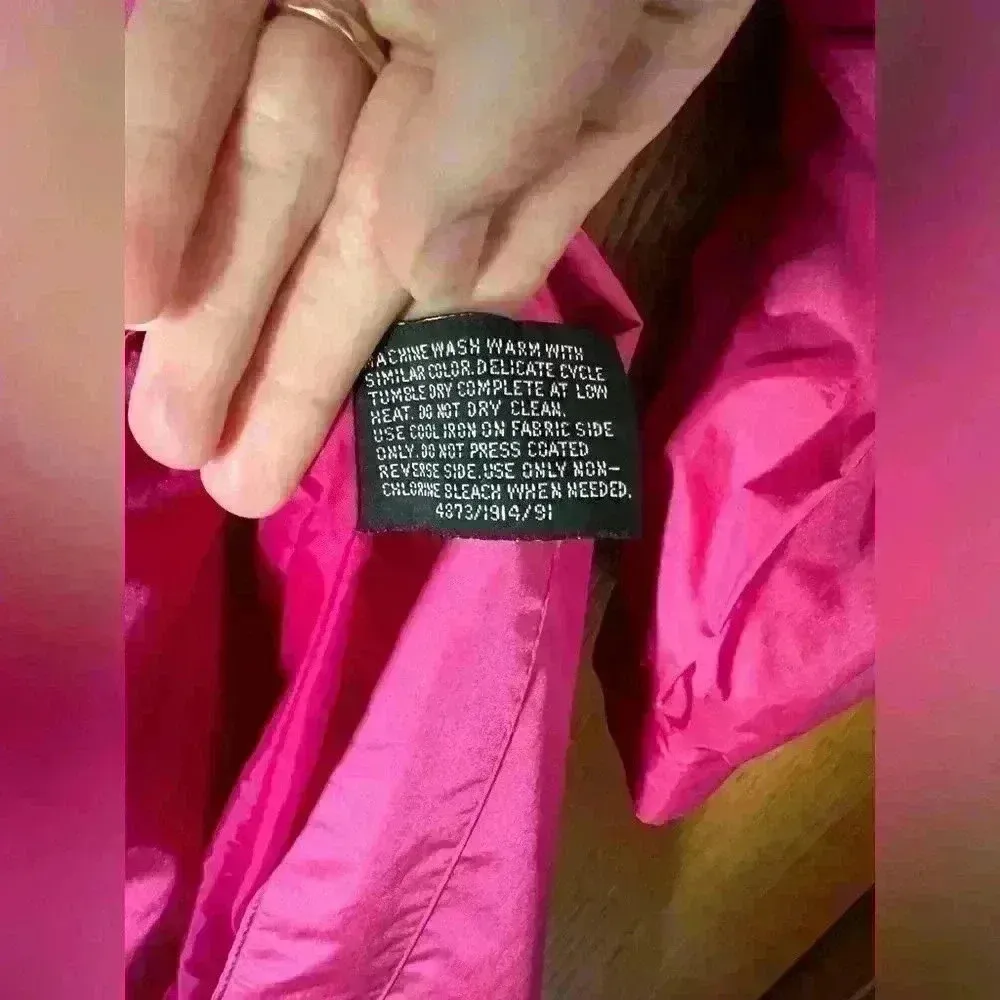 MACHINE WASH WARM WITH
SIMILAR COLOR. DELICATE CYCLE
TUMBLE DRY COMPLETE AT LOW
HEAT. DO NOT DRY CLEAN.
USE COOL IRON ON FABRIC SIDE
ONLY. DO NOT PRESS COATED
REVERSE SIDE. USE ONLY NON-
CHLORINE BLEACH WHEN NEEDED.
4873/1914/91